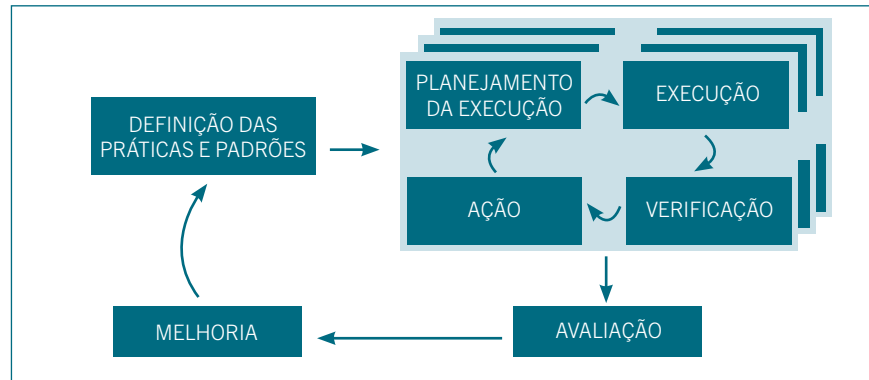 PLANEJAMENTO
DA EXECUÇÃO
EXECUÇÃO
DEFINIÇÃO DAS
PRÁTICAS E PADRÕES
AÇÃO
VERIFICAÇÃO
MELHORIA
AVALIAÇÃO